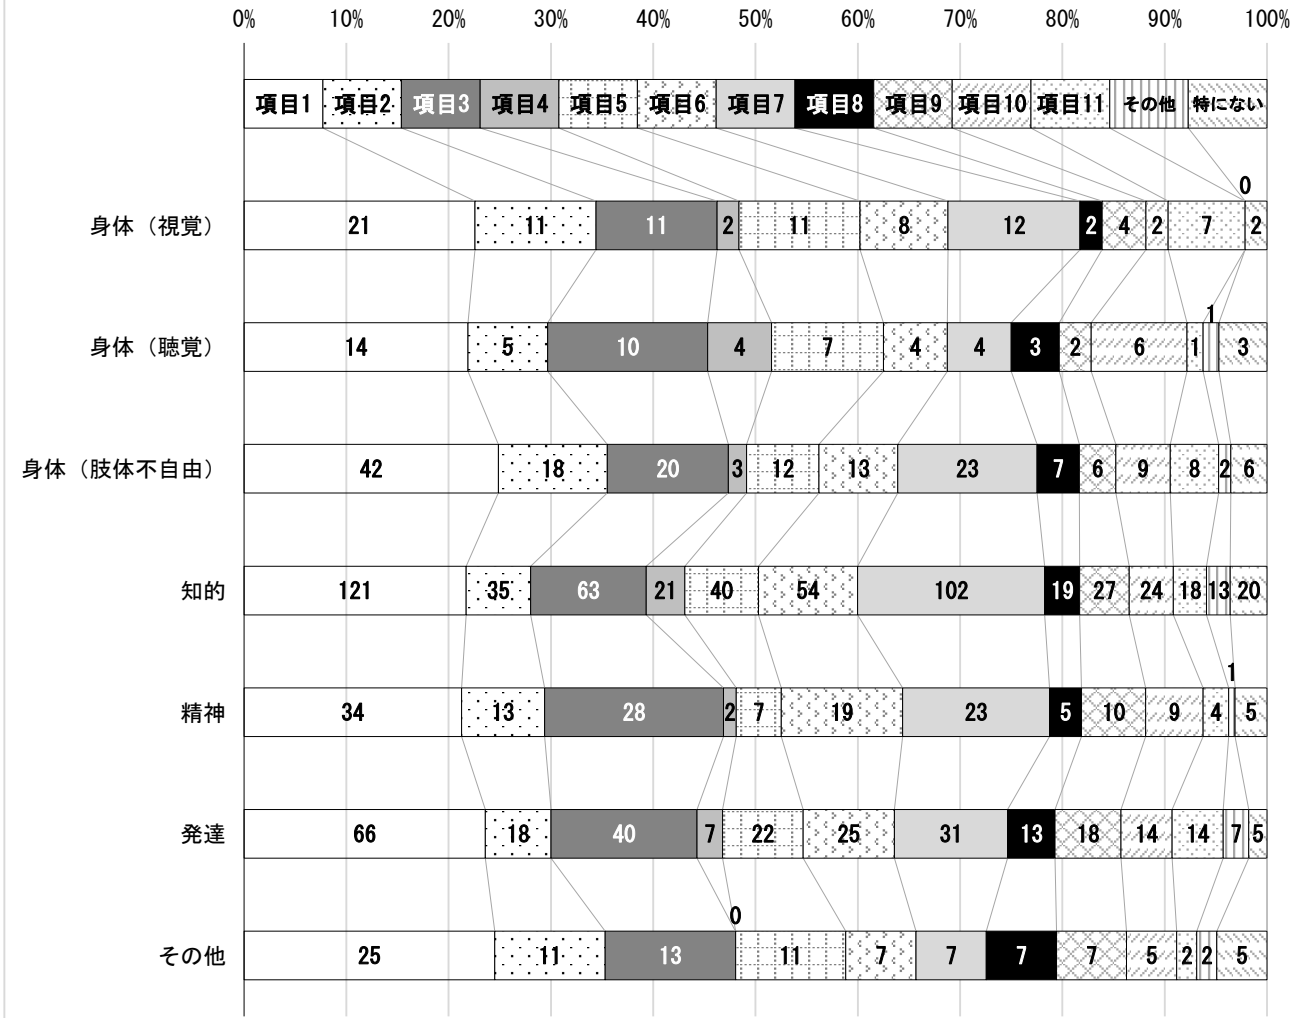 0% 10% 20% 30% 40% 50% 60% 70% 80% 90% 100%
項目1 項目2 項目3 項目4 項目5 項目6 項目7 項目8 項目9 項目10 項目11 その他 特にない
0
身体（視覚） 21 11 11 2 11 8 12 2 4 2 7 2
1
身体（聴覚） 14 5 10 4 7 4 4 3 2 6 1 3
身体（肢体不自由） 42 18 20 3 12 13 23 7 6 9 8 2 6
知的 121 35 63 21 40 54 102 19 27 24 18 13 20
1
精神 34 13 28 2 7 19 23 5 10 9 4 5
発達 66 18 40 7 22 25 31 13 18 14 14 7 5
0
その他 25 11 13 11 7 7 7 7 5 2 2 5